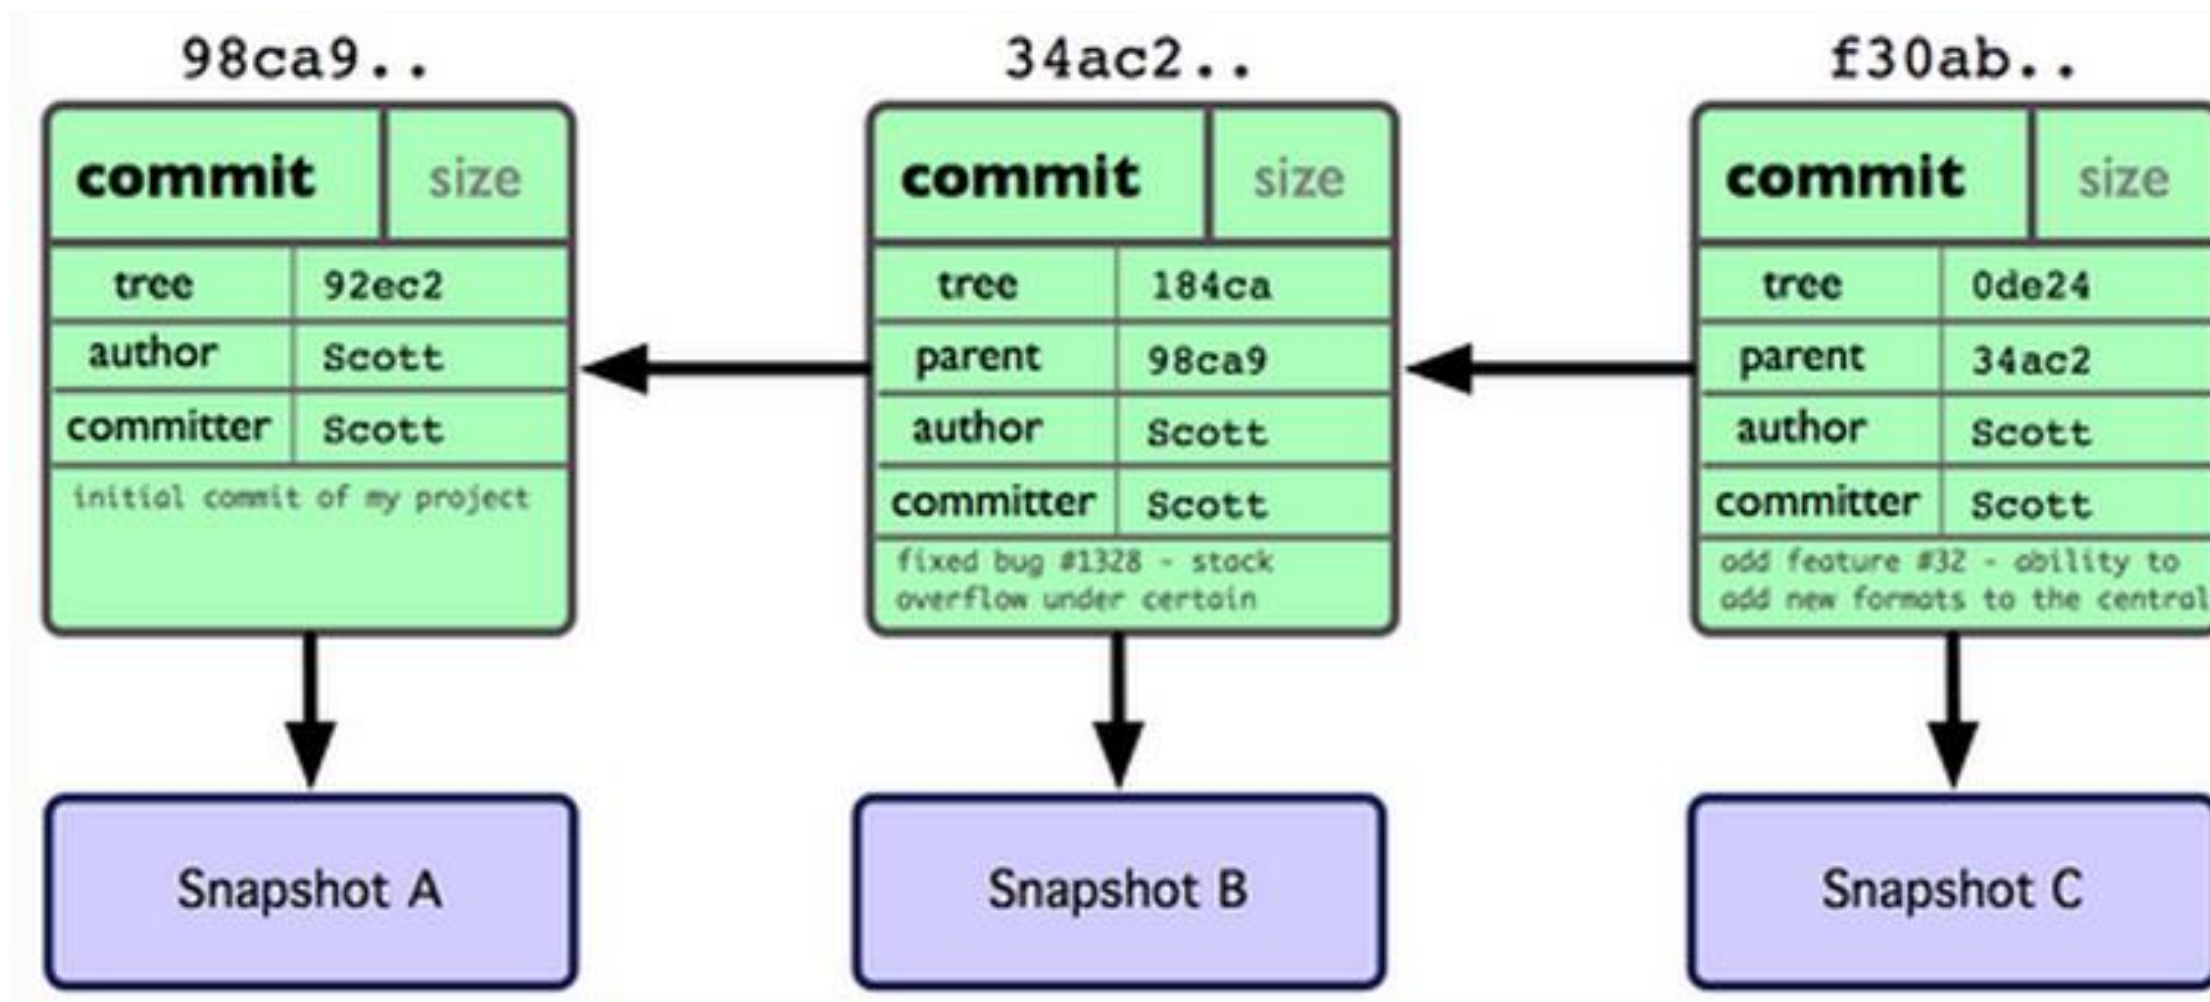 98ca9..
commit size
tree 92ec2
author Scott
committer Scott
initial commit of my project
Snapshot A
34ac2..
commit size
tree 184ca
parent 98ca9
author Scott
committer Scott
fixed bug #1328 - stack
overflow under certain
Snapshot B
f30ab..
commit size
tree 0de24
parent 34ac2
author Scott
committer Scott
add feature #32 - ability to
add new formats to the central
Snapshot C